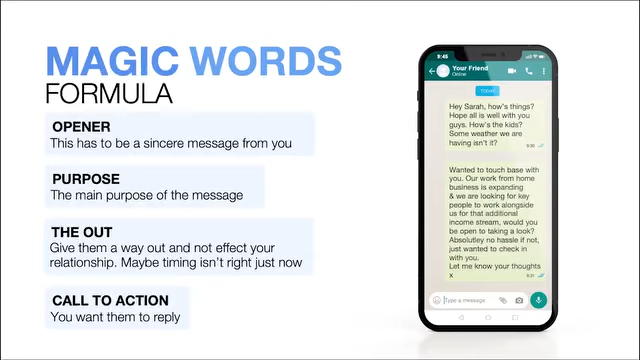 MAGIC WORDS
FORMULA
OPENER
This has to be a sincere message from you
PURPOSE
The main purpose of the message
THE OUT
Give them a way out and not effect your
relationship. Maybe timing isn't right just now
CALL TO ACTION
You want them to reply
9:45
Your Friend
Online
TODAY
Hey Sarah, how's things?
Hope all is well with you
guys. How's the kids?
Some weather we are
having isn't it?
9:30
Wanted to touch base with
you. Our work from home
business is expanding
& we are looking for key
people to work alongside
us for that additional
income stream, would you
be open to taking a look?
Absolutley no hassle if not,
just wanted to check in
with you.
Let me know your thoughts
x
9:31
Type a message